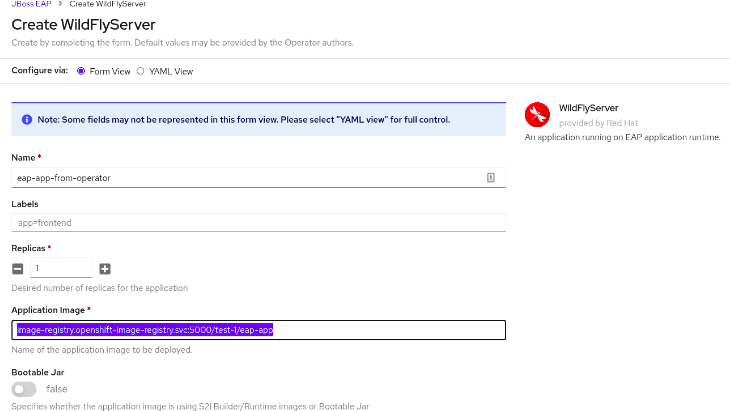 JBoss EAP > Create WildFlyServer
Create WildFlyServer
Create by completing the form. Default values may be provided by the Operator authors.
Configure via: Form View YAML View
Note: Some fields may not be represented in this form view. Please select "YAML view" for full control.
WildFlyServer
provided by Red Hat
An application running on EAP application runtime.
Name *
eap-app-from-operator
Labels
app=frontend
Replicas *
1
Desired number of replicas for the application
Application Image *
image-registry.openshift-image-registry.svc:5000/test-1/eap-app
Name of the application image to be deployed.
Bootable Jar
false
Specifies whether the application image is using S2I Builder/Runtime images or Bootable Jar